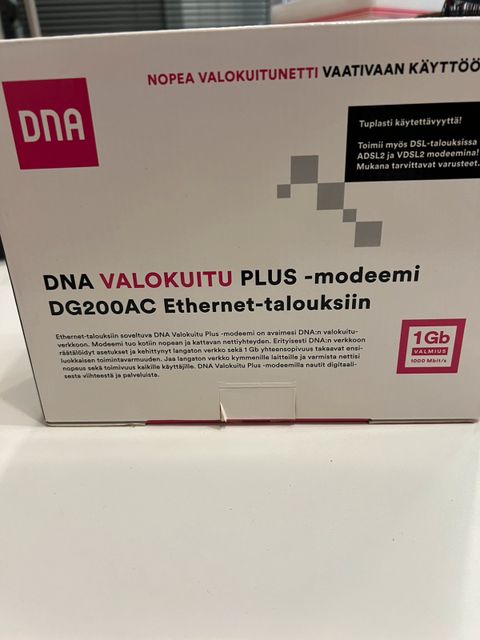 NOPEA VALOKUITUNETTI VAATIVAAN KÄYTTÖÖ
DNA
Tuplasti käytettävyyttä!
Toimii myös DSL-talouksissa
ADSL2 ja VDSL2 modeemina!
Mukana tarvittavat varusteet.
DNA VALOKUITU PLUS -modeemi
DG200AC Ethernet-talouksiin
Ethernet-talouksiin soveltuva DNA Valokuitu Plus -modeemi on avaimesi DNA:n valokuitu-
verkkoon. Modeemi tuo kotiin nopean ja kattavan nettiyhteyden. Erityisesti DNA:n verkkoon
räätälöidyt asetukset ja kehittynyt langaton verkko sekä 1 Gb yhteensopivuus takaavat ensi-
luokkaisen toimintavarmuuden. Jaa langaton verkko kymmenille laitteille ja varmista nettisi
nopeus sekä toimivuus kaikille käyttäjille. DNA Valokuitu Plus -modeemilla nautit digitaali-
sesta viihteestä ja palveluista.
1 Gb
VALMIUS
1000 Mbit/s